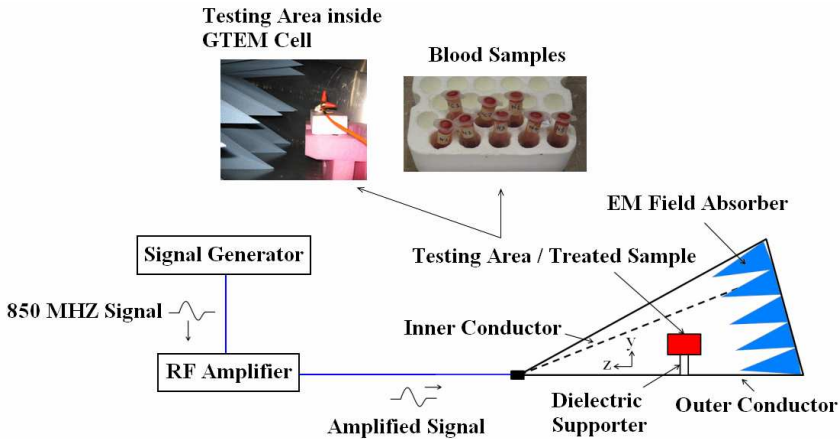 Testing Area inside
GTEM Cell
Blood Samples
EM Field Absorber
Signal Generator
Testing Area / Treated Sample
850 MHZ Signal
Inner Conductor
y
z
RF Amplifier
Amplified Signal
Dielectric
Supporter
Outer Conductor